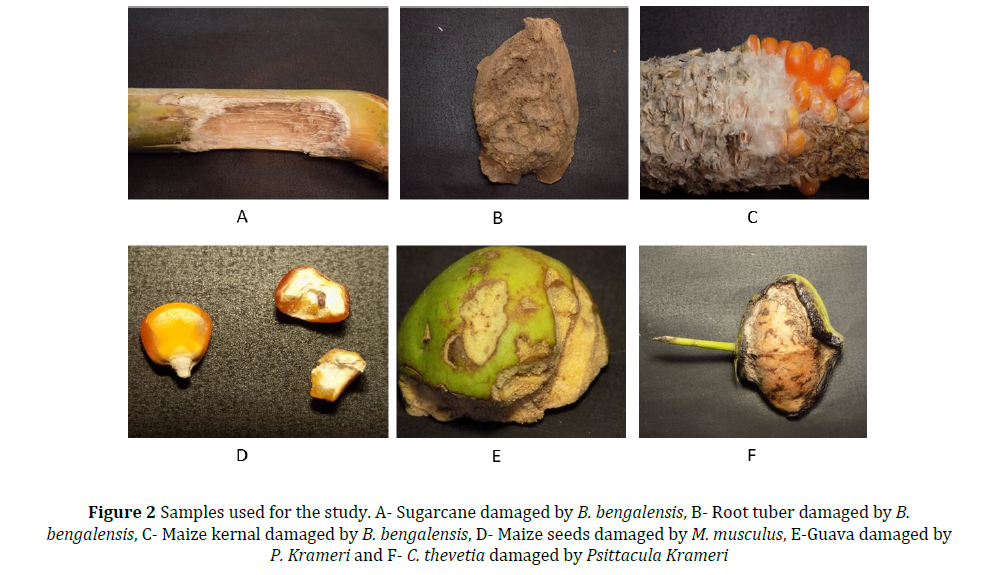 A
B
C
D
E
F
Figure 2 Samples used for the study. A- Sugarcane damaged by B. bengalensis, B- Root tuber damaged by B.
bengalensis, C- Maize kernal damaged by B. bengalensis, D- Maize seeds damaged by M. musculus, E-Guava damaged by
P. Krameri and F- C. thevetia damaged by Psittacula Krameri